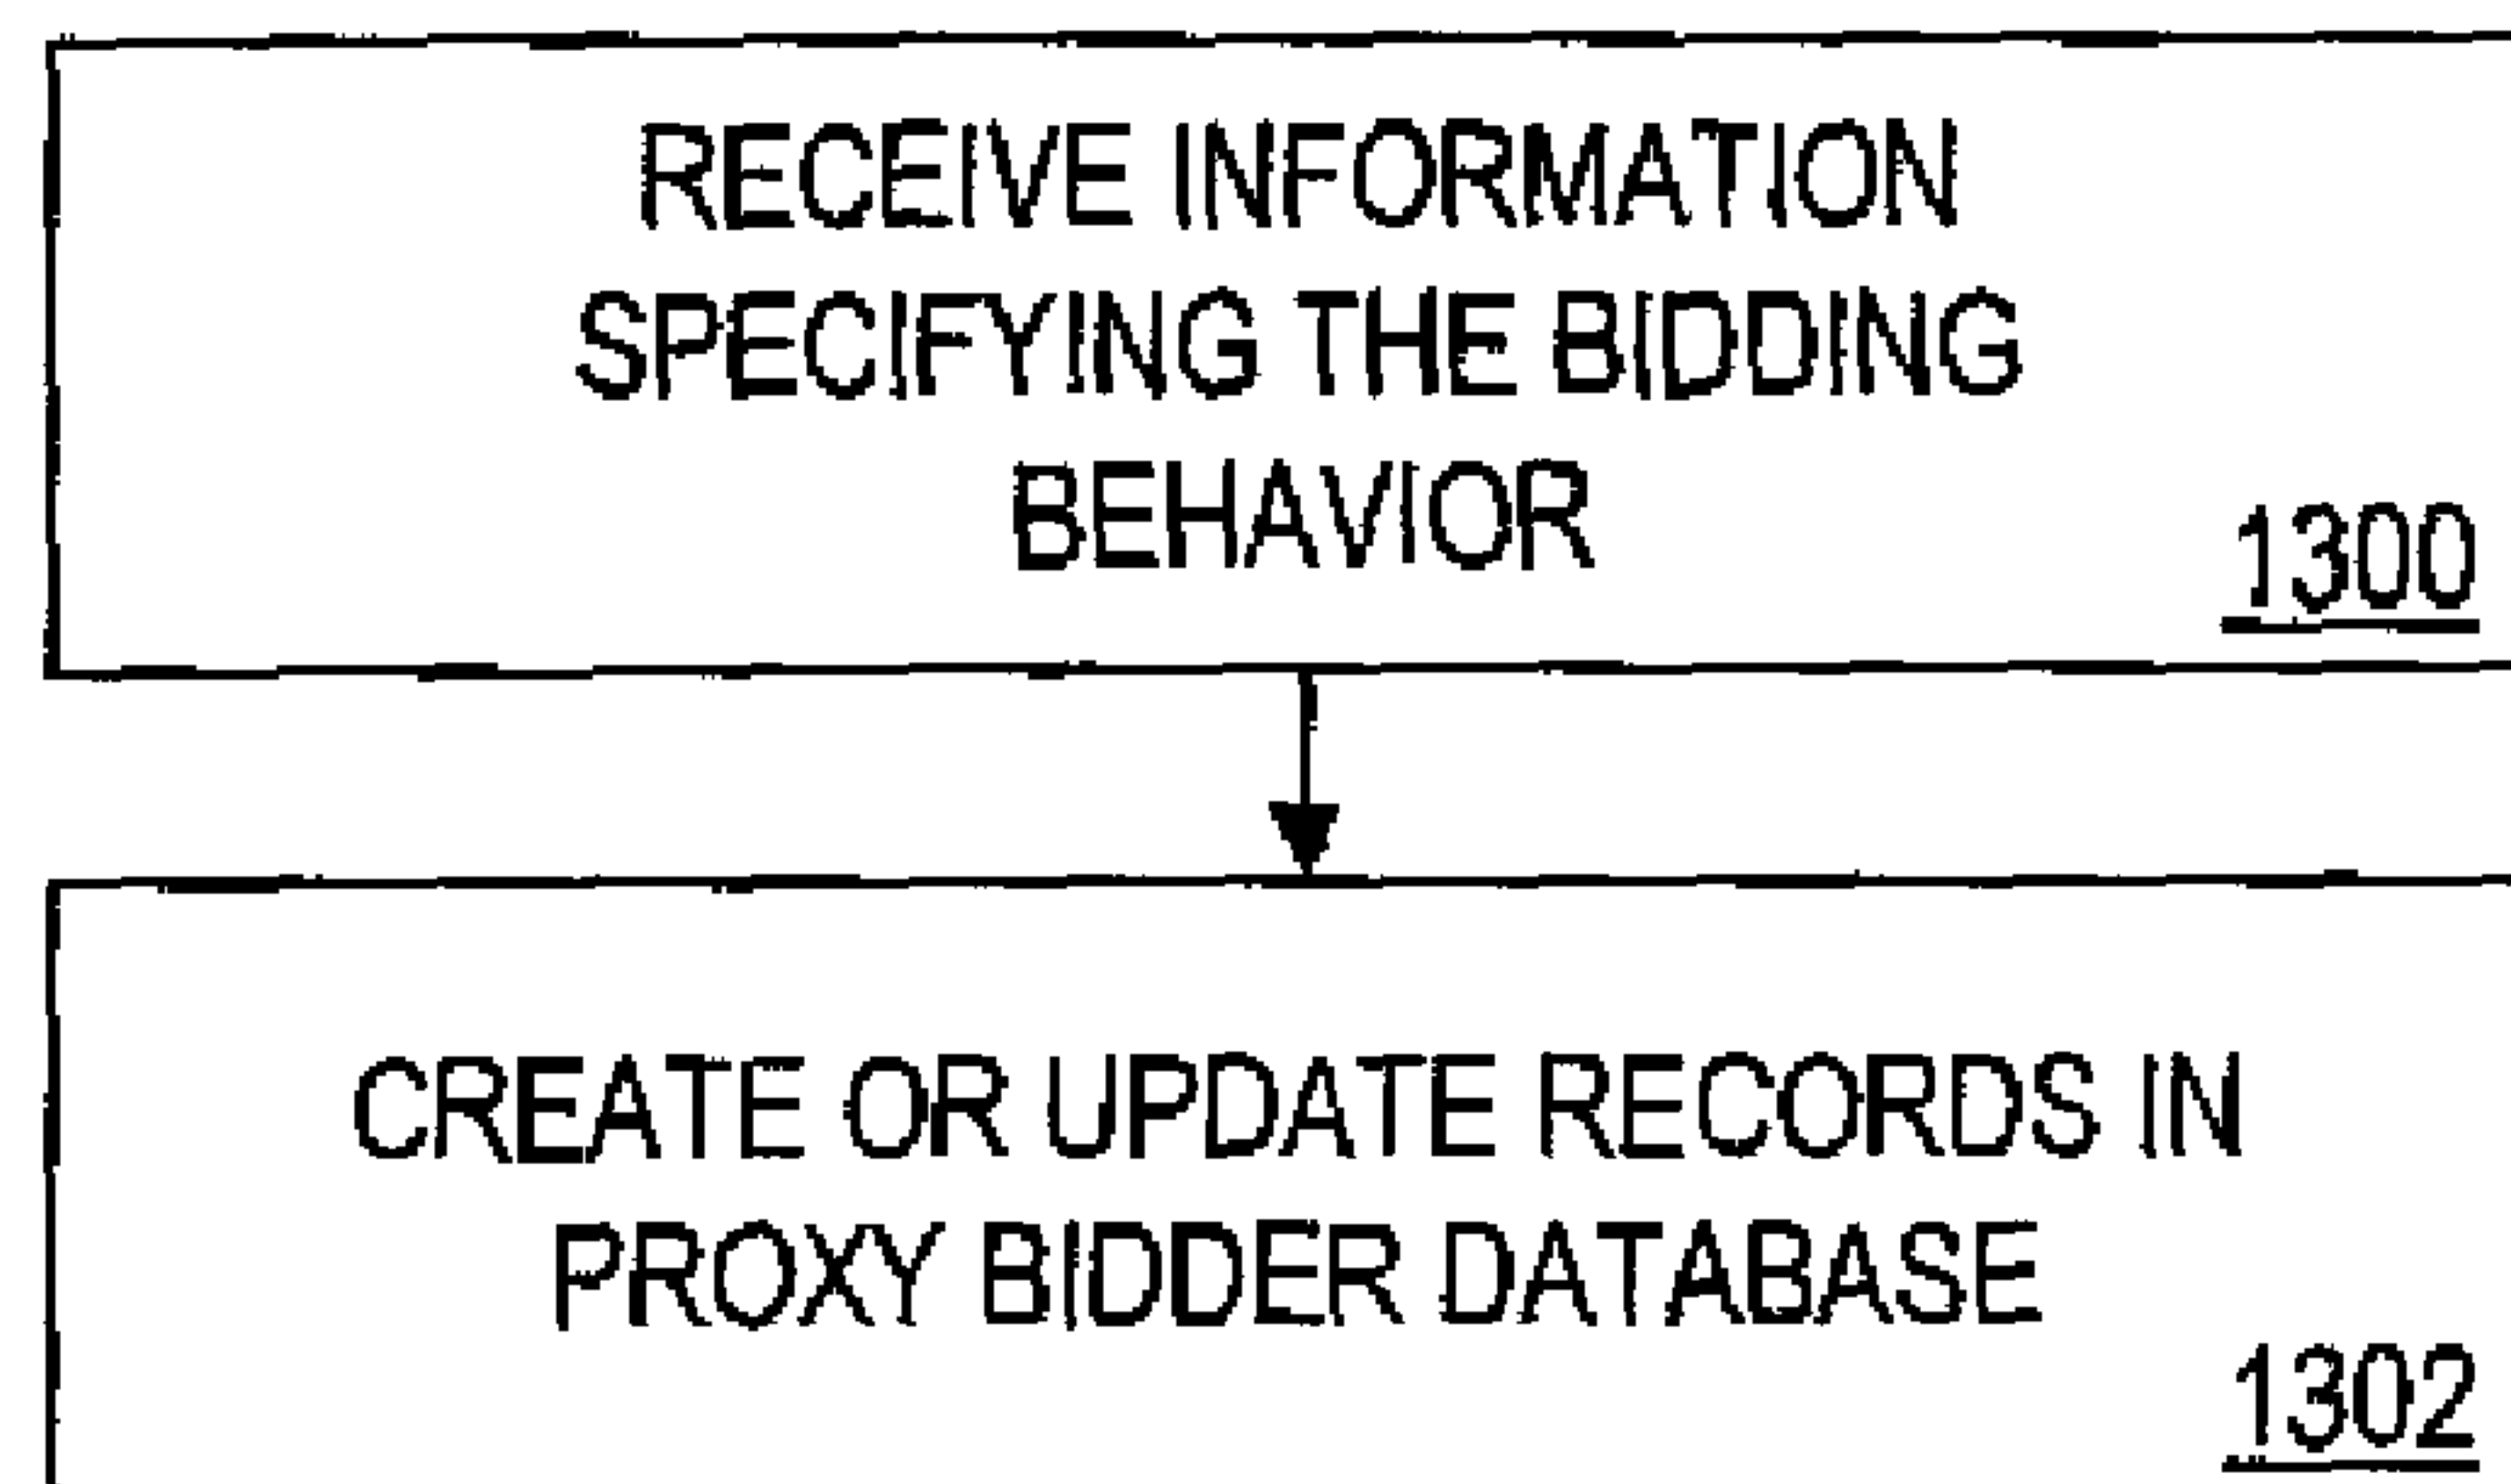 RECEIVE INFORMATION
SPECIFYING THE BIDDING
BEHAVIOR
1300
CREATE OR UPDATE RECORDS IN
PROXY BIDDER DATABASE
1302